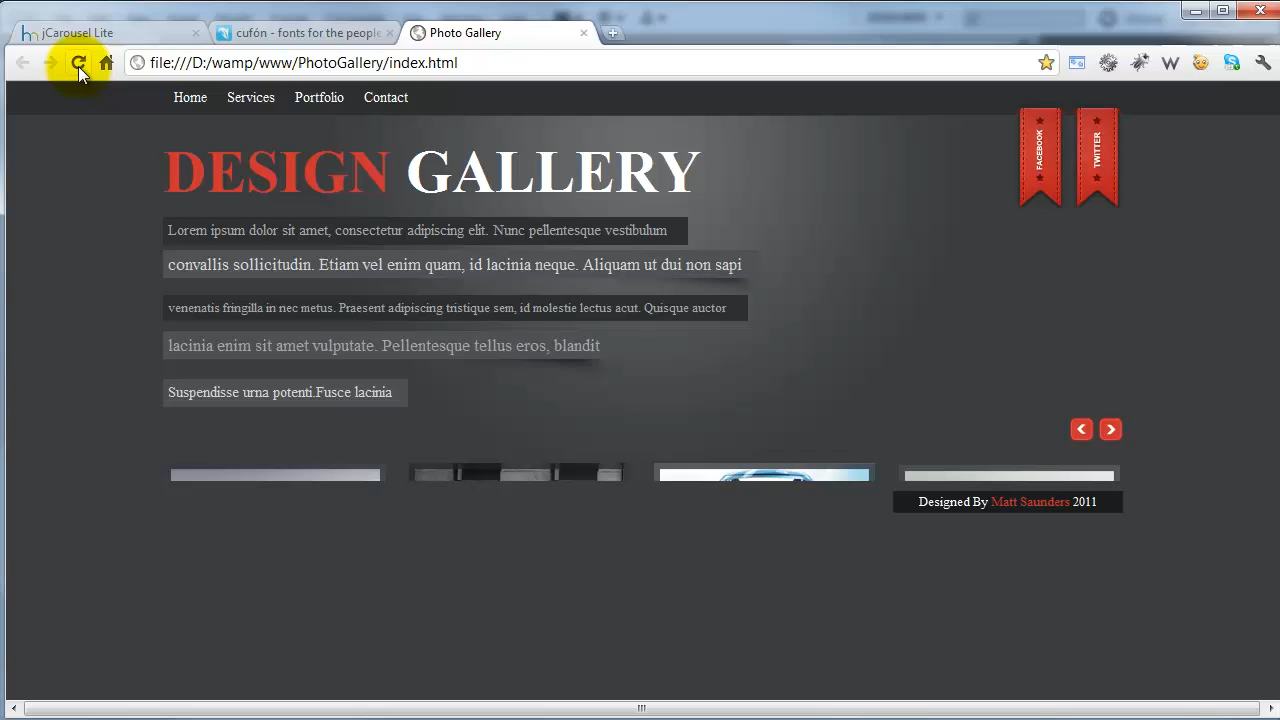 jCarousel Lite
cufón - fonts for the people
Photo Gallery
file:///D:/wamp/www/PhotoGallery/index.html
Home Services Portfolio Contact
FACEBOOK
TWITTER
DESIGN GALLERY
Lorem ipsum dolor sit amet, consectetur adipiscing elit. Nunc pellentesque vestibulum
convallis sollicitudin. Etiam vel enim quam, id lacinia neque. Aliquam ut dui non sapi
venenatis fringilla in nec metus. Praesent adipiscing tristique sem, id molestie lectus acut. Quisque auctor
lacinia enim sit amet vulputate. Pellentesque tellus eros, blandit
Suspendisse urna potenti.Fusce lacinia
Designed By Matt Saunders 2011